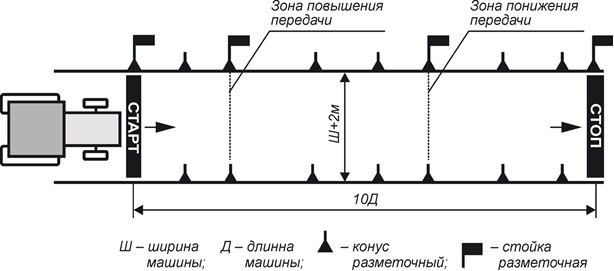 Зона повышения
передачи
Зона понижения
передачи
СТАРТ
Ш+2м
СТОП
10Д
Ш – ширина
машины;
Д – длинна
машины;
– конус
разметочный;
– стойка
разметочная